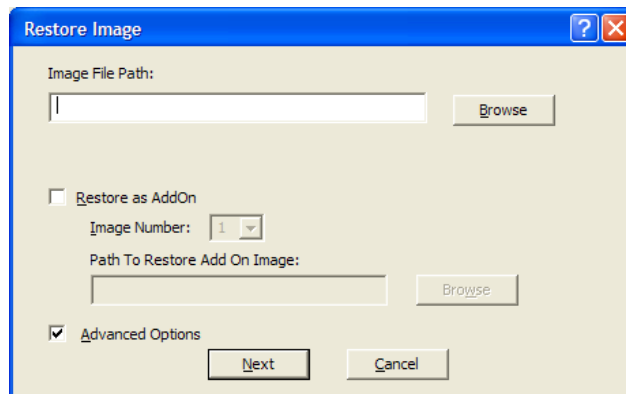 Restore Image
Image File Path:
Browse
Restore as AddOn
Image Number: 1
Path To Restore Add On Image:
Browse
Advanced Options
Next Cancel